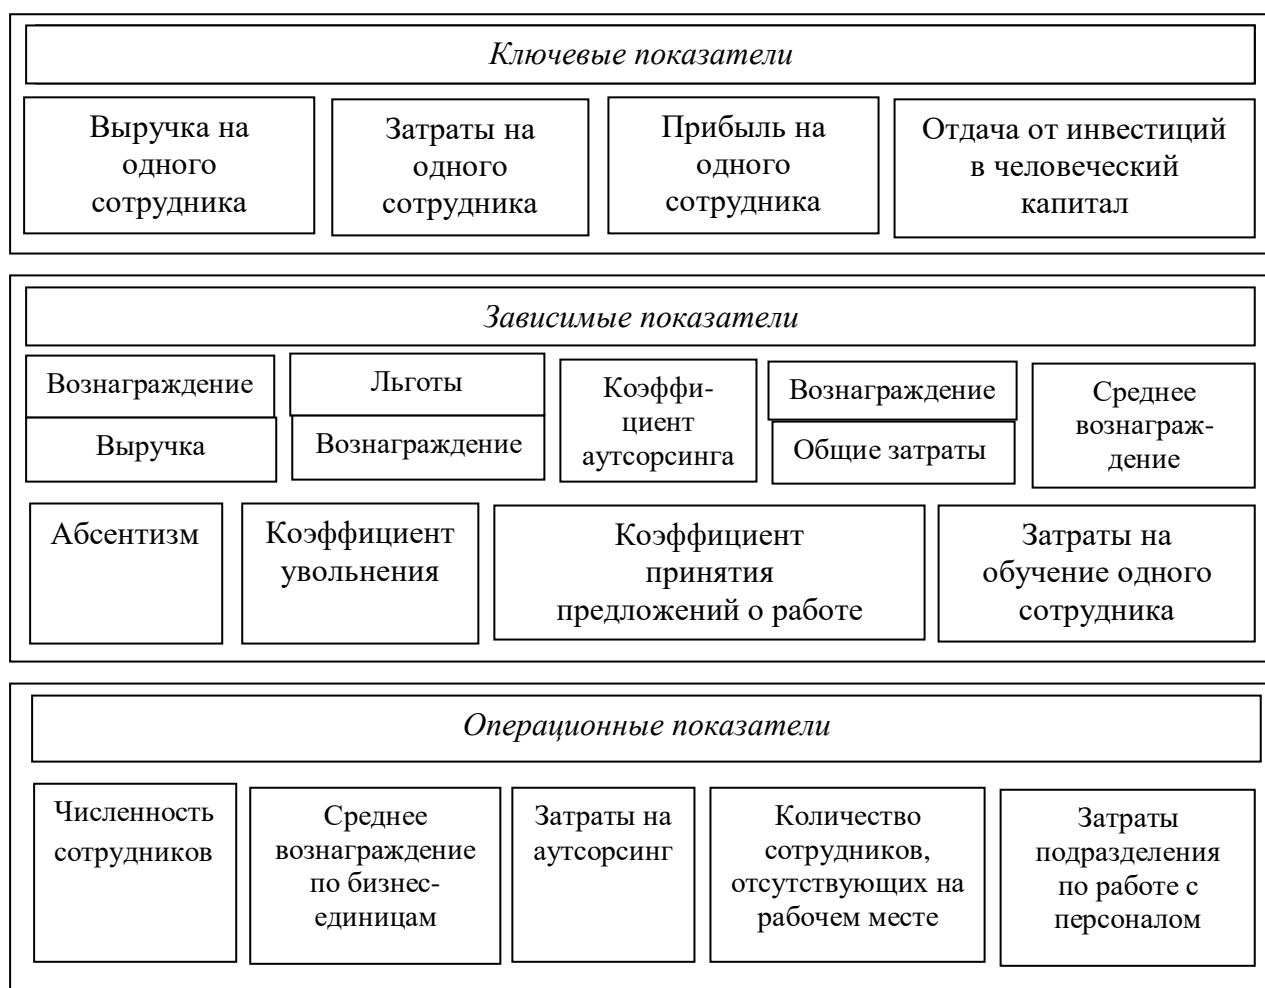 Ключевые показатели
Выручка на
одного
сотрудника
Затраты на
одного
сотрудника
Прибыль на
одного
сотрудника
Отдача от инвестиций
в человеческий
капитал
Зависимые показатели
Вознаграждение
Выручка
Льготы
Вознаграждение
Коэффи-
циент
аутсорсинга
Вознаграждение
Общие затраты
Среднее
вознаграж-
дение
Абсентизм
Коэффициент
увольнения
Коэффициент
принятия
предложений о работе
Затраты на
обучение одного
сотрудника
Операционные показатели
Численность
сотрудников
Среднее
вознаграждение
по бизнес-
единицам
Затраты на
аутсорсинг
Количество
сотрудников,
отсутствующих на
рабочем месте
Затраты
подразделения
по работе с
персоналом